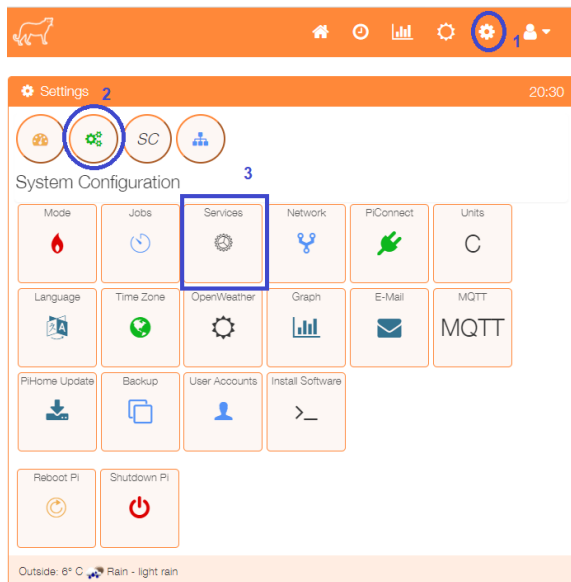 1
Settings 2 20:30
SC
System Configuration 3
Mode Jobs Services Network PiConnect Units
C
Language Time Zone OpenWeather Graph E-Mail MQTT
MQTT
PiHome Update Backup User Accounts Install Software
>_
Reboot Pi Shutdown Pi
Outside: 6° C Rain - light rain